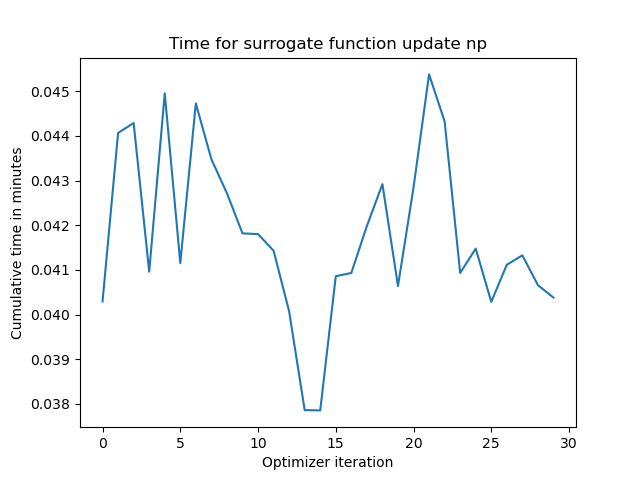 Time for surrogate function update np
Cumulative time in minutes
0.045
0.044
0.043
0.042
0.041
0.040
0.039
0.038
0 5 10 15 20 25 30
Optimizer iteration